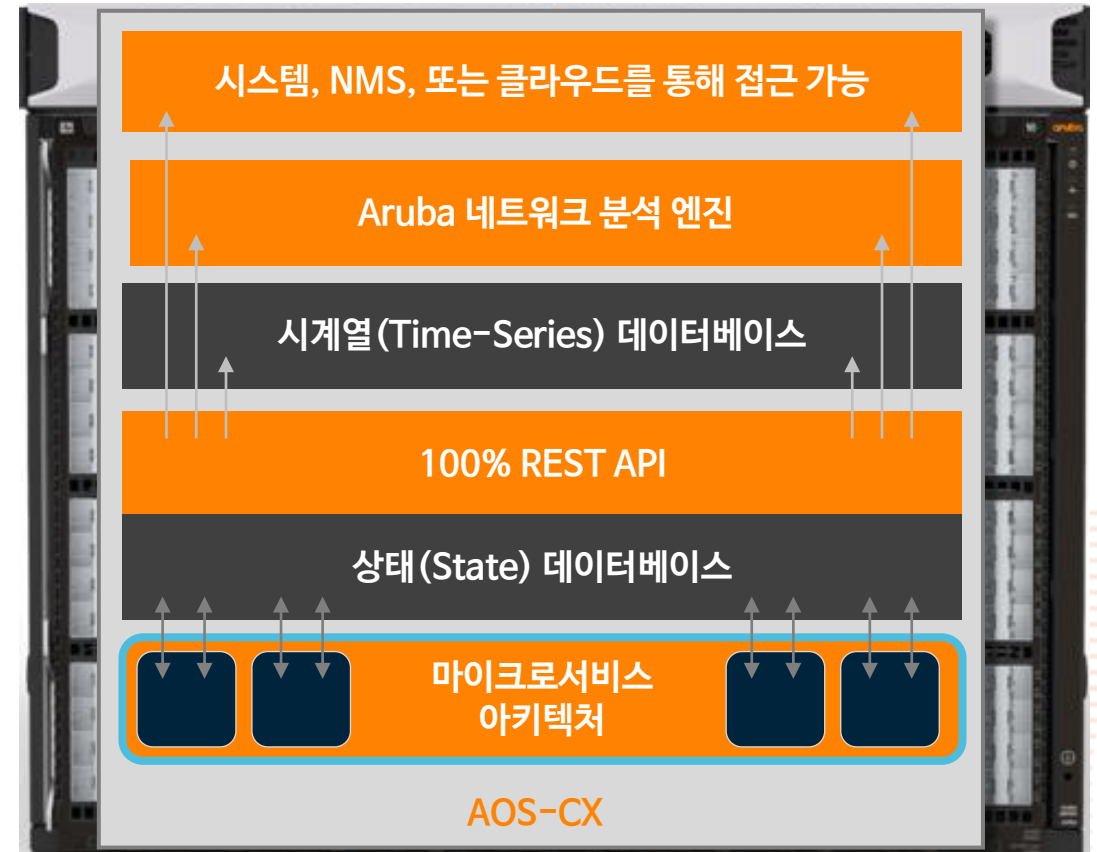 시스템, NMS, 또는 클라우드를 통해 접근 가능
aruba
Aruba 네트워크 분석 엔진
시계열(Time-Series) 데이터베이스
100% REST API
상태(State) 데이터베이스
마이크로서비스
아키텍처
AOS-CX